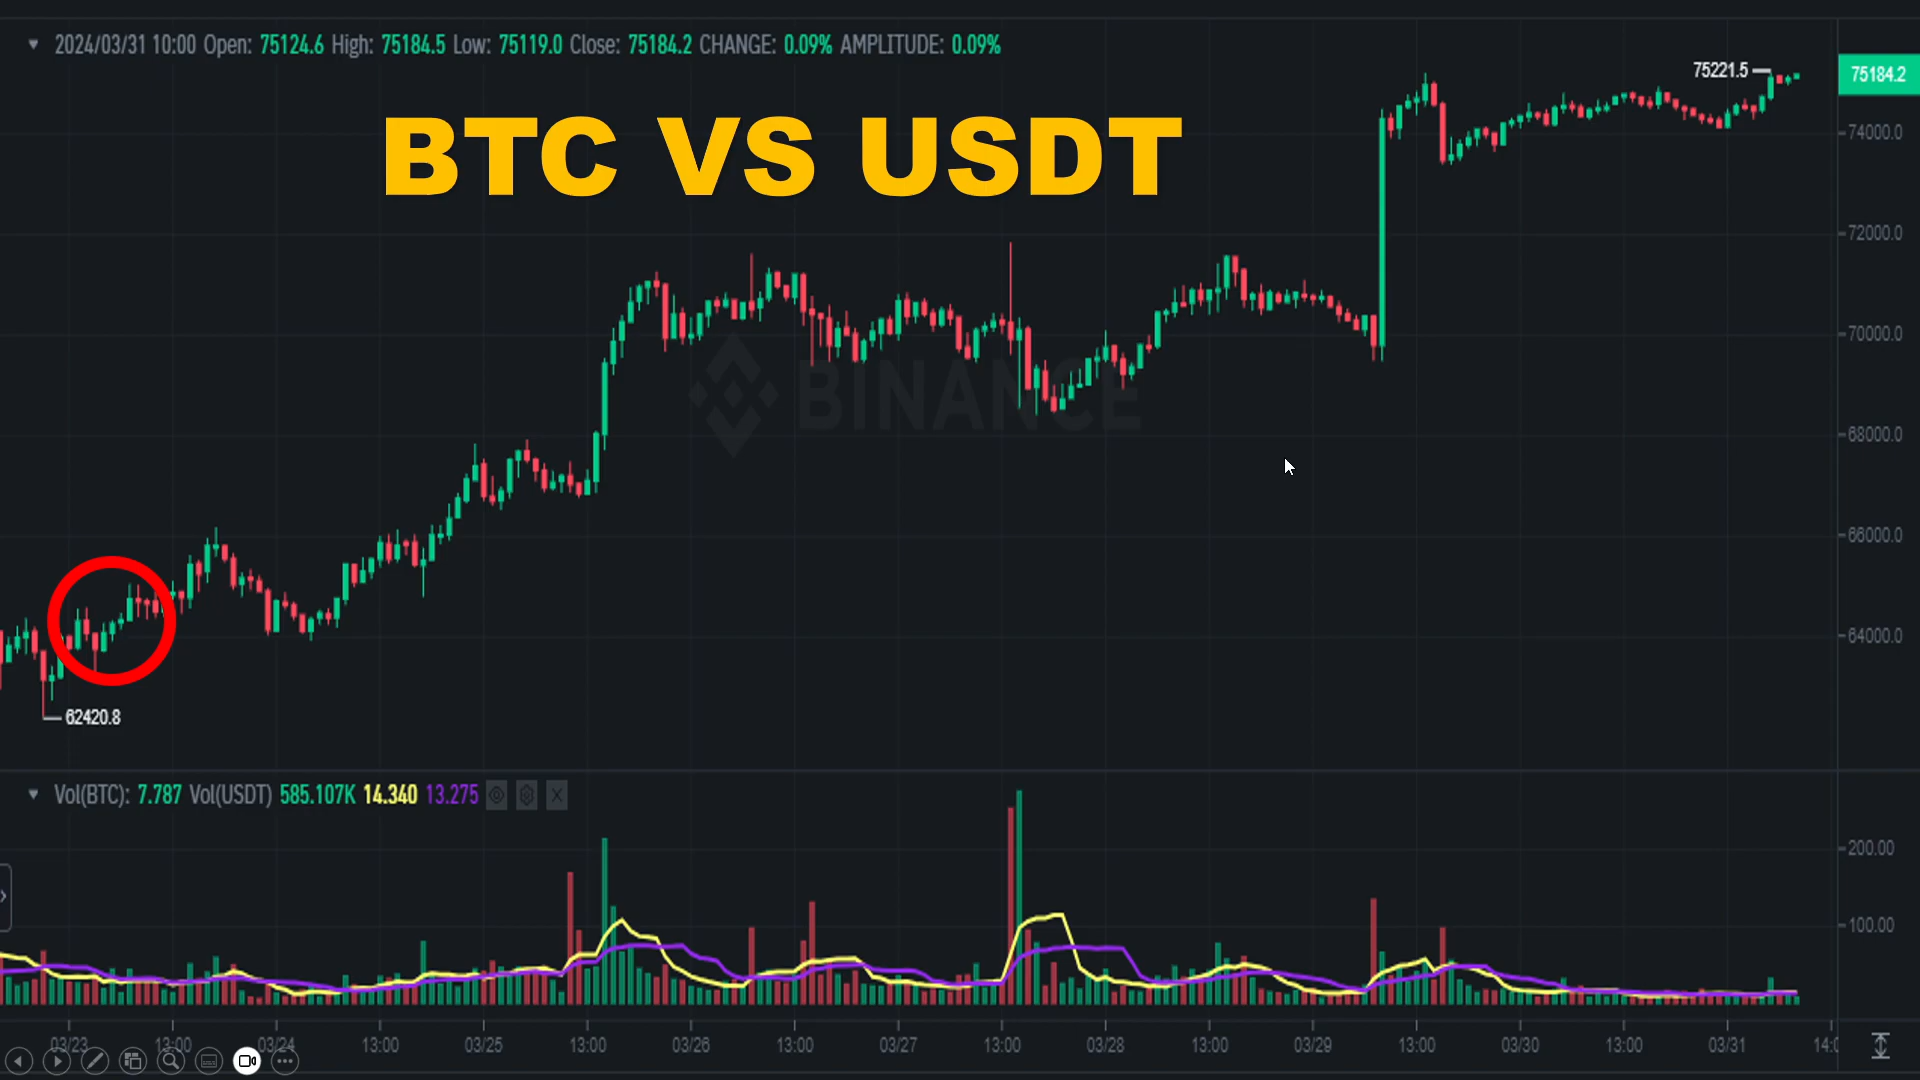 2024/03/31 10:00 Open: 75124.6 High: 75184.5 Low: 75119.0 Close: 75184.2 CHANGE: 0.09% AMPLITUDE: 0.09%
75221.5
75184.2
BTC VS USDT
74000.0
72000.0
70000.0
BINANCE
68000.0
66000.0
64000.0
62420.8
Vol(BTC): 7.787 Vol(USDT) 585.107K 14.340 13.275
200.00
100.00
03/23 13:00 03/24 13:00 03/25 13:00 03/26 13:00 03/27 13:00 03/28 13:00 03/29 13:00 03/30 13:00 03/31